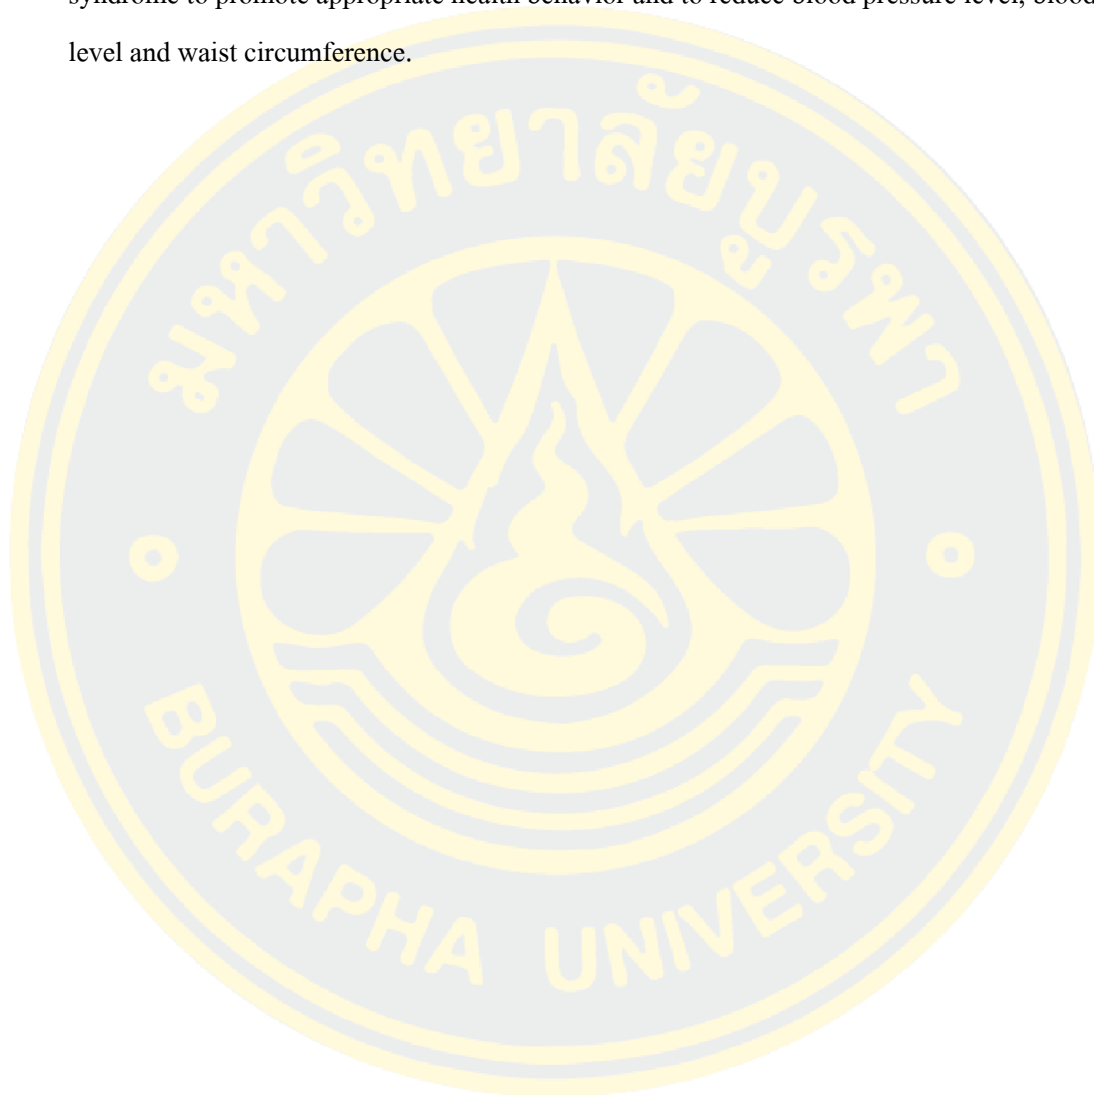 syndrome to promote appropriate health behavior and to reduce blood pressure level, blood
level and waist circumference.
มหาวิทยาลัยบูรพา
BURAPHA UNIVERSITY